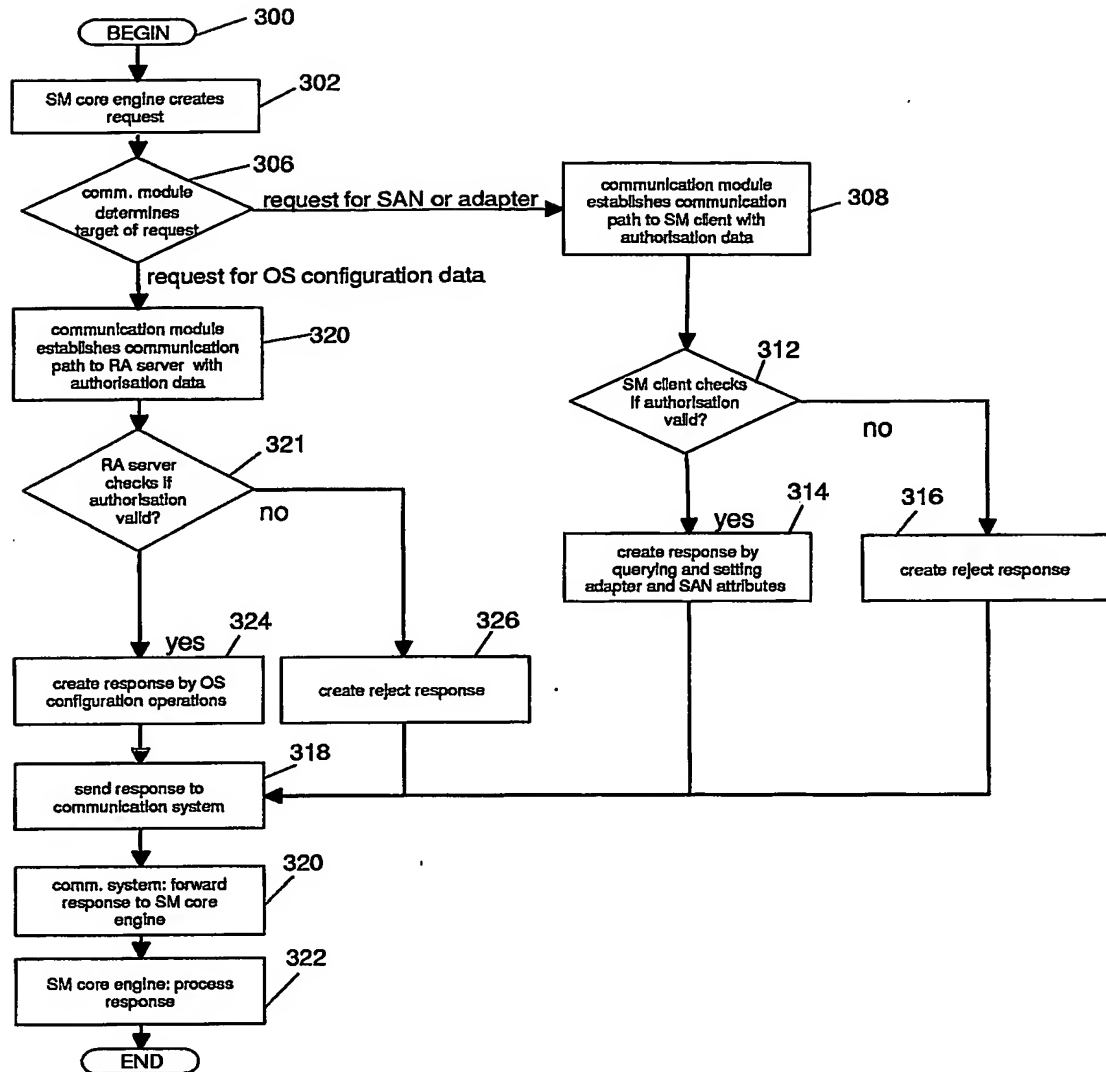 BEGIN
300
SM core engine creates
request
302
306
comm. module
determines
target of request
request for SAN or adapter
communication module
establishes communication
path to SM client with
authorisation data
308
request for OS configuration data
communication module
establishes communication
path to RA server with
authorisation data
320
312
SM client checks
if authorisation
valid?
no
321
RA server
checks if
authorisation
valid?
no
yes
314
316
create response by
querying and setting
adapter and SAN attributes
create reject response
yes
324
326
create response by OS
configuration operations
create reject response
318
send response to
communication system
320
comm. system: forward
response to SM core
engine
322
SM core engine: process
response
END